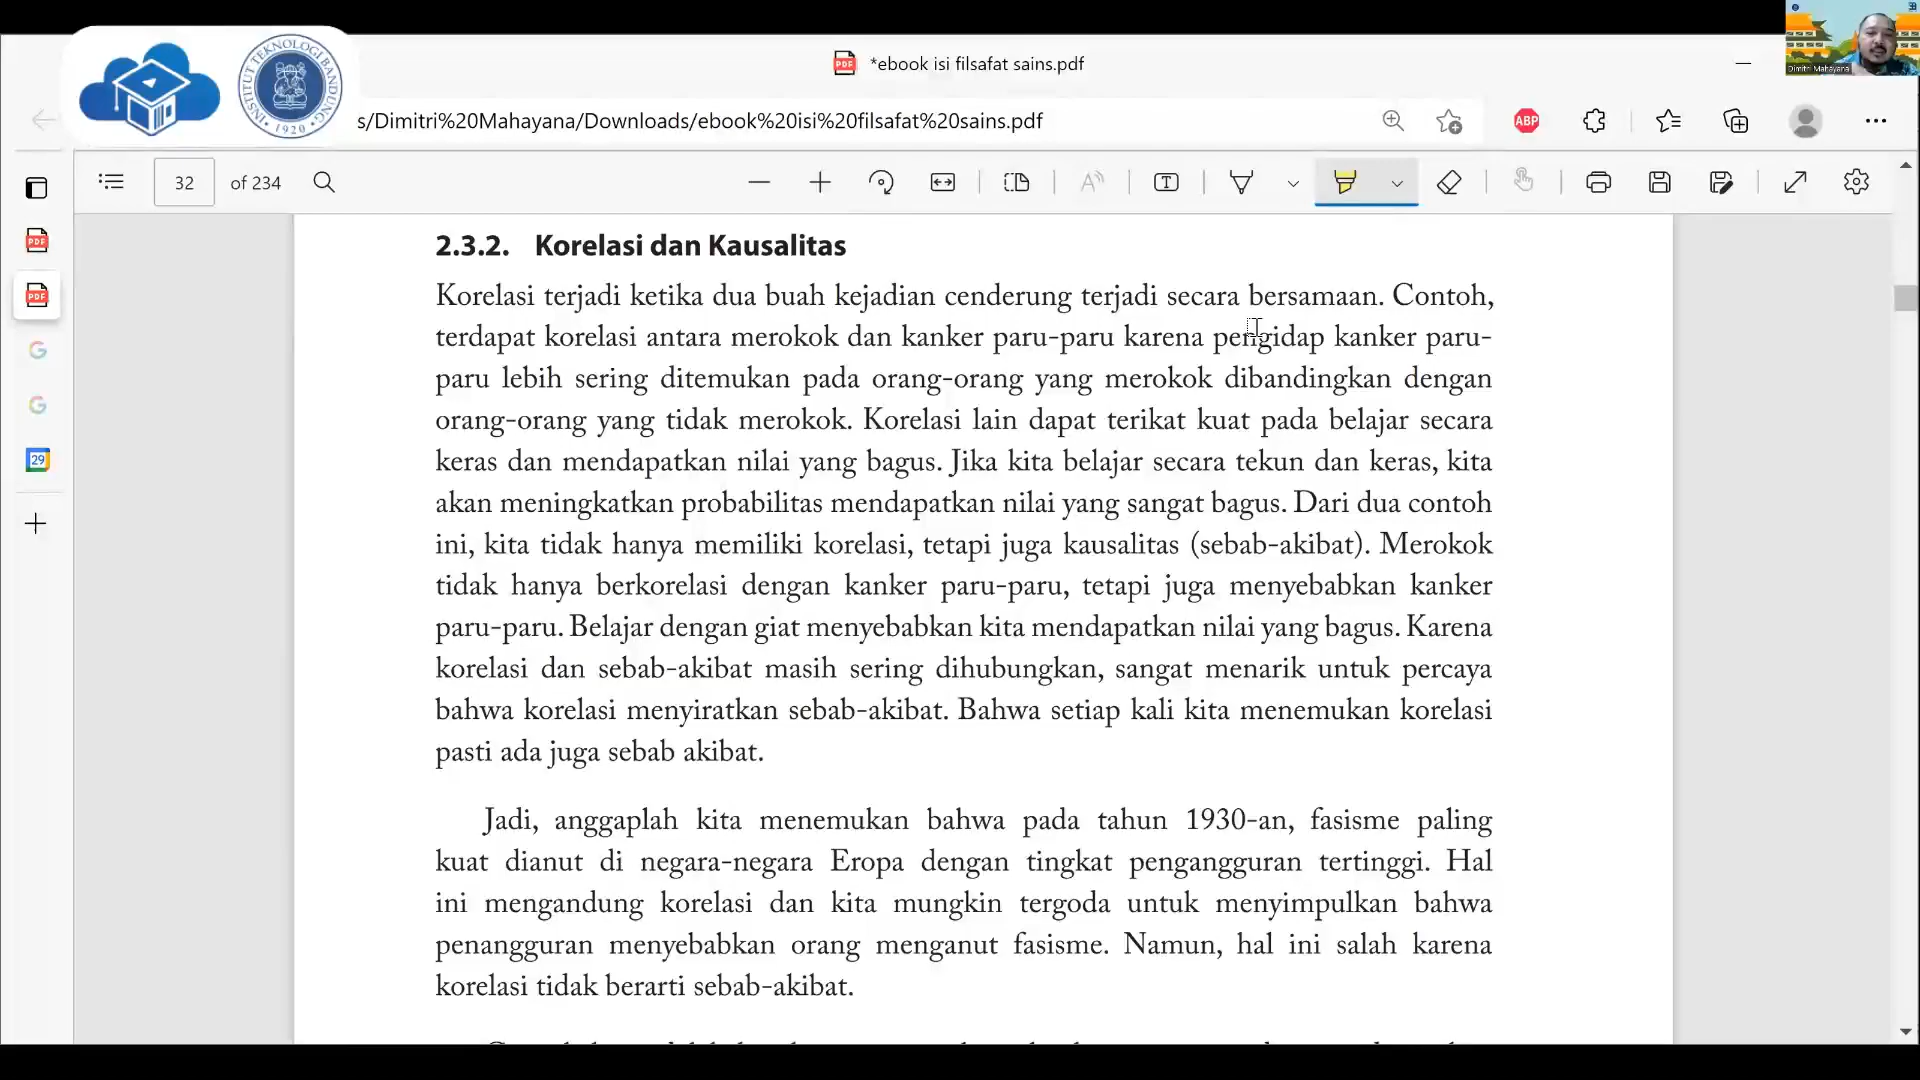 *ebook isi filsafat sains.pdf
Dimitri Mahayana
INSTITUT TEKNOLOGI BANDUNG
1920
s/Dimitri%20Mahayana/Downloads/ebook%20isi%20filsafat%20sains.pdf
ABP
32 of 234
PDF
PDF
29
2.3.2. Korelasi dan Kausalitas
Korelasi terjadi ketika dua buah kejadian cenderung terjadi secara bersamaan. Contoh,
terdapat korelasi antara merokok dan kanker paru-paru karena pengidap kanker paru-
paru lebih sering ditemukan pada orang-orang yang merokok dibandingkan dengan
orang-orang yang tidak merokok. Korelasi lain dapat terikat kuat pada belajar secara
keras dan mendapatkan nilai yang bagus. Jika kita belajar secara tekun dan keras, kita
akan meningkatkan probabilitas mendapatkan nilai yang sangat bagus. Dari dua contoh
ini, kita tidak hanya memiliki korelasi, tetapi juga kausalitas (sebab-akibat). Merokok
tidak hanya berkorelasi dengan kanker paru-paru, tetapi juga menyebabkan kanker
paru-paru. Belajar dengan giat menyebabkan kita mendapatkan nilai yang bagus. Karena
korelasi dan sebab-akibat masih sering dihubungkan, sangat menarik untuk percaya
bahwa korelasi menyiratkan sebab-akibat. Bahwa setiap kali kita menemukan korelasi
pasti ada juga sebab akibat.
Jadi, anggaplah kita menemukan bahwa pada tahun 1930-an, fasisme paling
kuat dianut di negara-negara Eropa dengan tingkat pengangguran tertinggi. Hal
ini mengandung korelasi dan kita mungkin tergoda untuk menyimpulkan bahwa
penangguran menyebabkan orang menganut fasisme. Namun, hal ini salah karena
korelasi tidak berarti sebab-akibat.